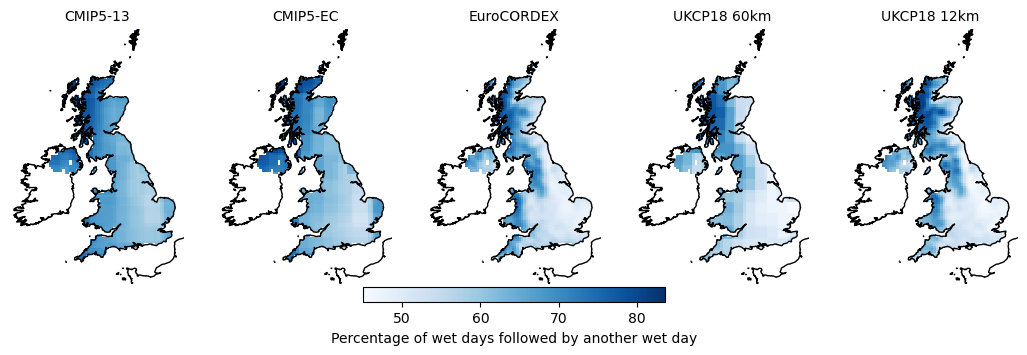 CMIP5-13 CMIP5-EC EuroCORDEX UKCP18 60km UKCP18 12km
50 60 70 80
Percentage of wet days followed by another wet day